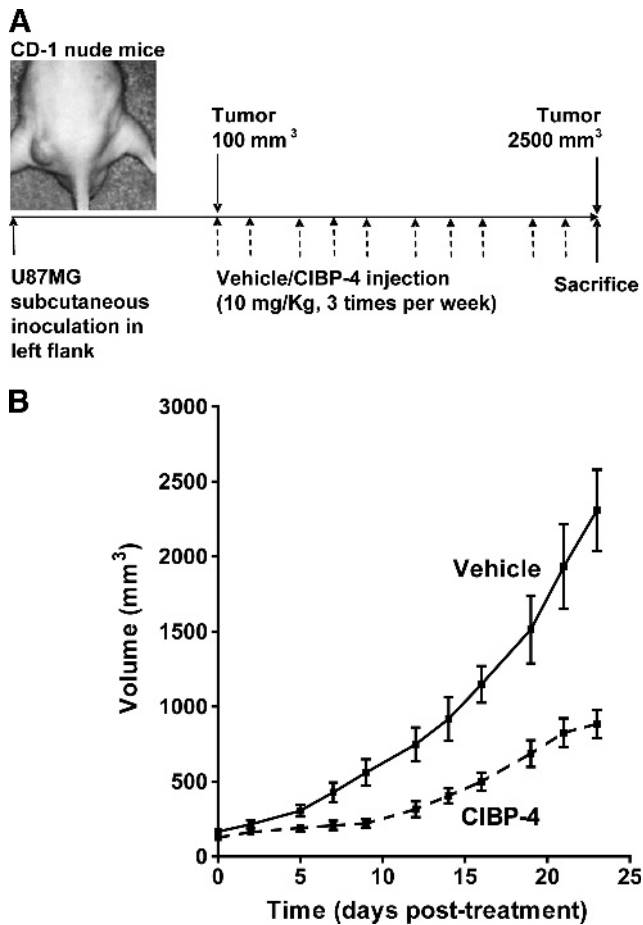 A
CD-1 nude mice
Tumor
100 mm³
Tumor
2500 mm³
U87MG
subcutaneous
inoculation in
left flank
Vehicle/CIBP-4 injection
(10 mg/Kg, 3 times per week)
Sacrifice
B
3000
2500
2000
1500
1000
500
0
Volume (mm³)
Vehicle
CIBP-4
0 5 10 15 20 25
Time (days post-treatment)